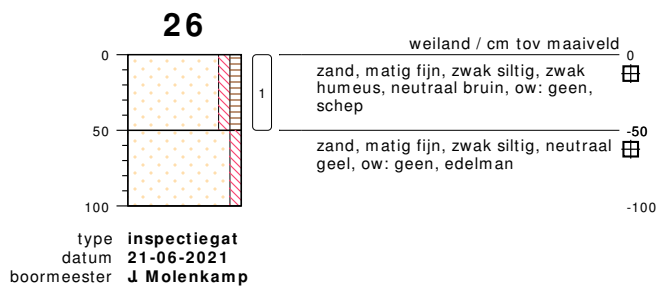 26
weiland / cm tov maaiveld
0
0
zand, matig fijn, zwak siltig, zwak
humeus, neutraal bruin, ow: geen,
schep
1
50
-50
zand, matig fijn, zwak siltig, neutraal
geel, ow: geen, edelman
100
-100
type inspectiegat
datum 21-06-2021
boormeester J. Molenkamp